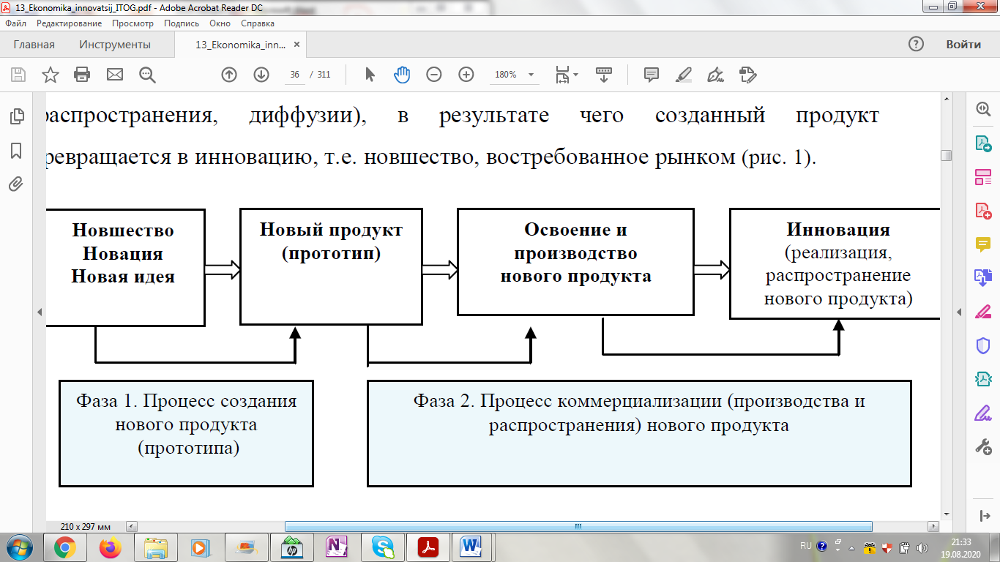 13_Ekonomika_innovatsij_ITOG.pdf - Adobe Acrobat Reader DC
Файл Редактирование Просмотр Подпись Окно Справка
Главная Инструменты 13_Ekonomika_inn... × Войти
36 / 311 180%
распространения, диффузии), в результате чего созданный продукт
превращается в инновацию, т.е. новшество, востребованное рынком (рис. 1).
Новшество
Новация
Новая идея
Новый продукт
(прототип)
Освоение и
производство
нового продукта
Инновация
(реализация,
распространение
нового продукта)
Фаза 1. Процесс создания
нового продукта
(прототипа)
Фаза 2. Процесс коммерциализации (производства и
распространения) нового продукта
210 x 297 мм
RU 21:33
19.08.2020